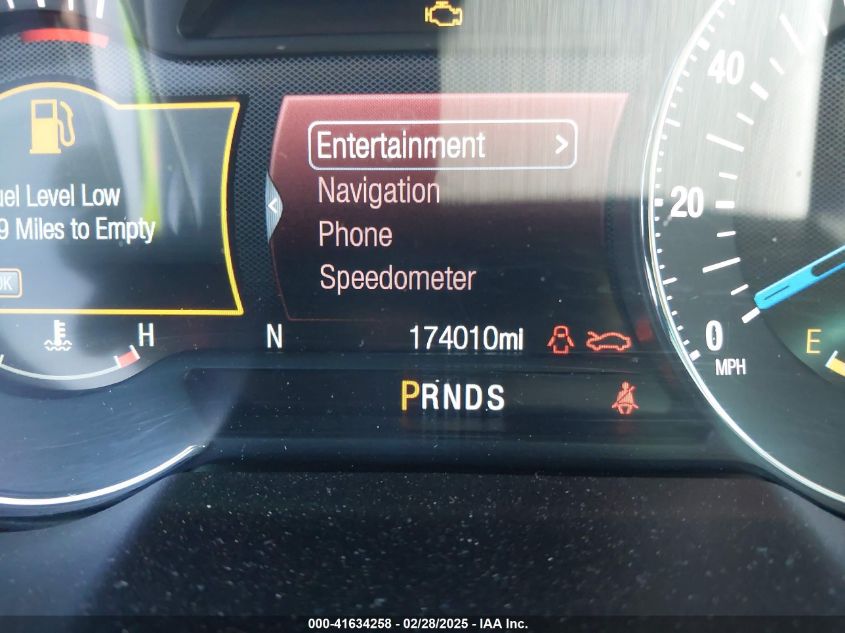 40
Entertainment >
uel Level Low
Navigation
20
9 Miles to Empty
Phone
OK
Speedometer
H
N
174010mi
0
E
MPH
PRNDS
000-41634258 - 02/28/2025 - IAA Inc.